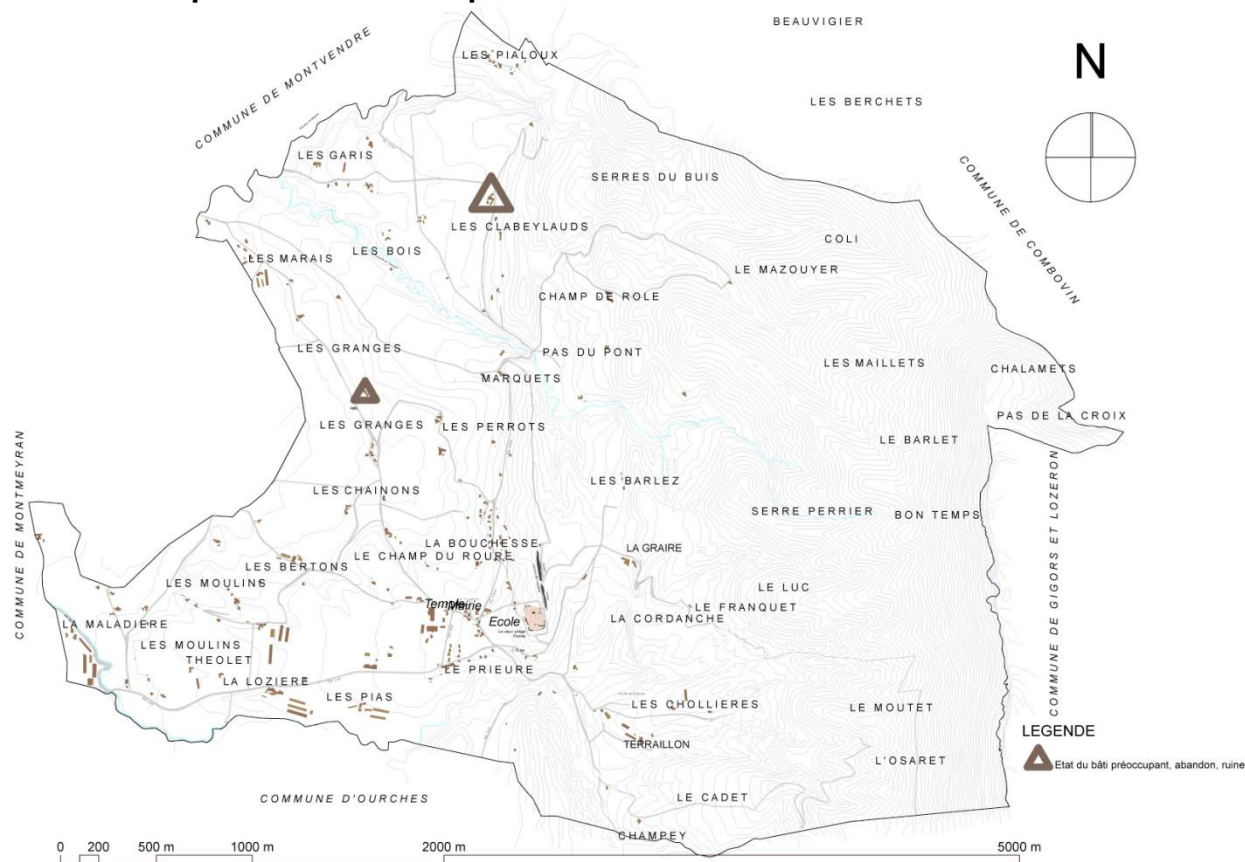 BEAUVIGIER
COMMUNE DE MONTVENDRE
LES PIALOUX
N
LES BERCHETS
LES GARIS
SERRES DU BUIS
COMMUNE DE COMBOVIN
LES CLABEYLAUDS
LES BOIS
COLI
LES MARAIS
LE MAZOUYER
CHAMP DE ROLE
LES GRANGES
PAS DU PONT
LES MAILLETS
CHALAMETS
MARQUETS
PAS DE LA CROIX
LES GRANGES
LES PERROTS
LE BARLET
COMMUNE DE MONTMEYRAN
LES BARLEZ
LES CHAINONS
SERRE PERRIER
BON TEMPS
COMMUNE DE GIGORS ET LOZERON
LA BOUCHESSE
LE CHAMP DU ROURE
LA GRAIRE
LES BERTONS
LES MOULINS
LE LUC
Temple
Mairie
LE FRANQUET
LA MALADIERE
Ecole
LA CORDANCHE
Le vieux village
Ruines
LES MOULINS
THEOLET
LE PRIEURE
LA LOZIERE
LES PIAS
LES CHOLLIERES
LE MOUTET
LEGENDE
TERRAILLON
Etat du bâti préoccupant, abandon, ruine
L'OSARET
COMMUNE D'OURCHES
LE CADET
CHAMPEY
0 200 500 m 1000 m 2000 m 5000 m